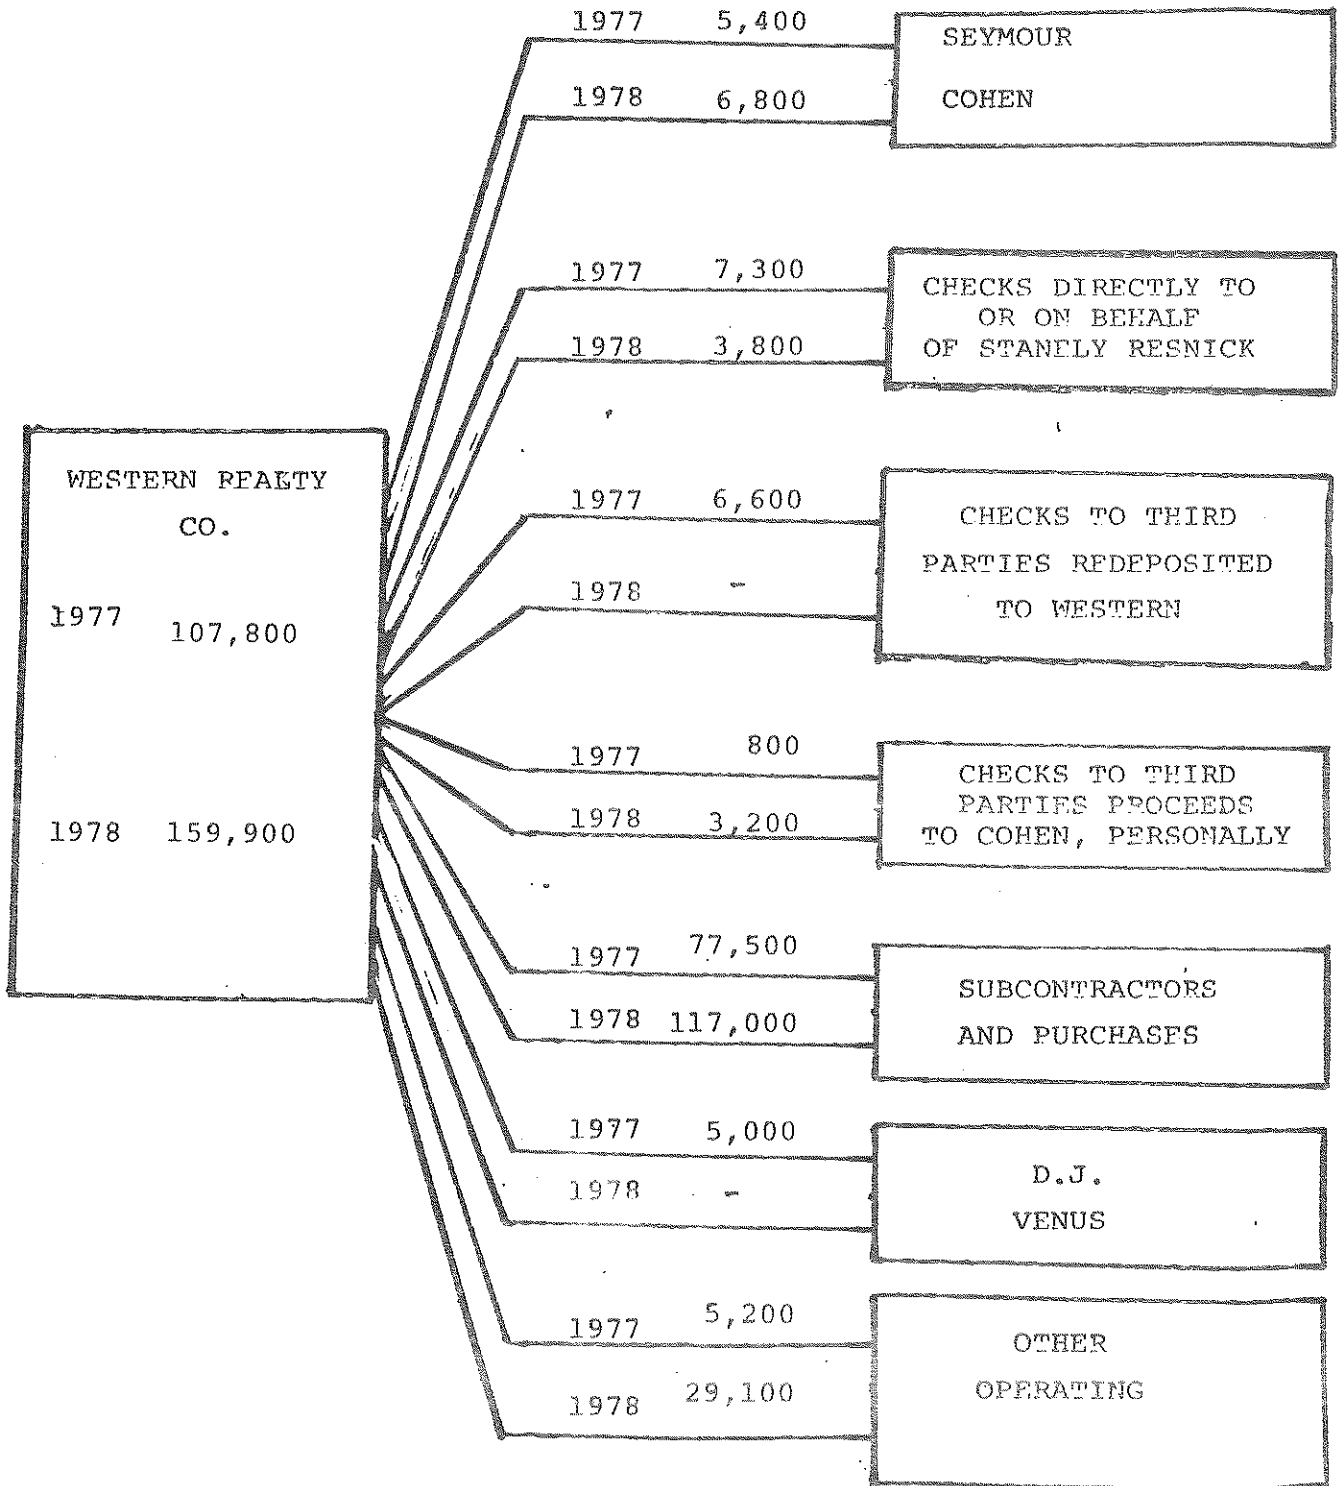 1977 5,400
SEYMOUR
1978 6,800
COHEN
1977 7,300
1978 3,800
CHECKS DIRECTLY TO
OR ON BEHALF
OF STANELY RESNICK
WESTERN REALTY
CO.
1977 107,800
1978 159,900
1977 6,600
1978 -
CHECKS TO THIRD
PARTIES REDEPOSITED
TO WESTERN
1977 800
1978 3,200
CHECKS TO THIRD
PARTIES PROCEEDS
TO COHEN, PERSONALLY
1977 77,500
1978 117,000
SUBCONTRACTORS
AND PURCHASES
1977 5,000
1978 -
D.J.
VENUS
1977 5,200
1978 29,100
OTHER
OPERATING